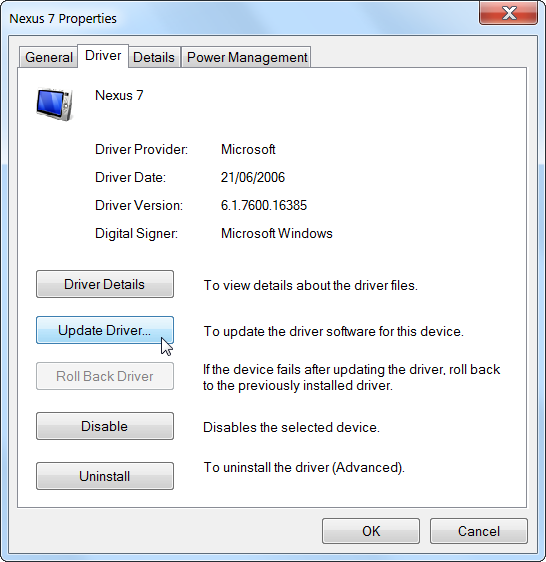 Nexus 7 Properties
General Driver Details Power Management
Nexus 7
Driver Provider: Microsoft
Driver Date: 21/06/2006
Driver Version: 6.1.7600.16385
Digital Signer: Microsoft Windows
Driver Details To view details about the driver files.
Update Driver... To update the driver software for this device.
Roll Back Driver If the device fails after updating the driver, roll back
to the previously installed driver.
Disable Disables the selected device.
Uninstall To uninstall the driver (Advanced).
OK Cancel